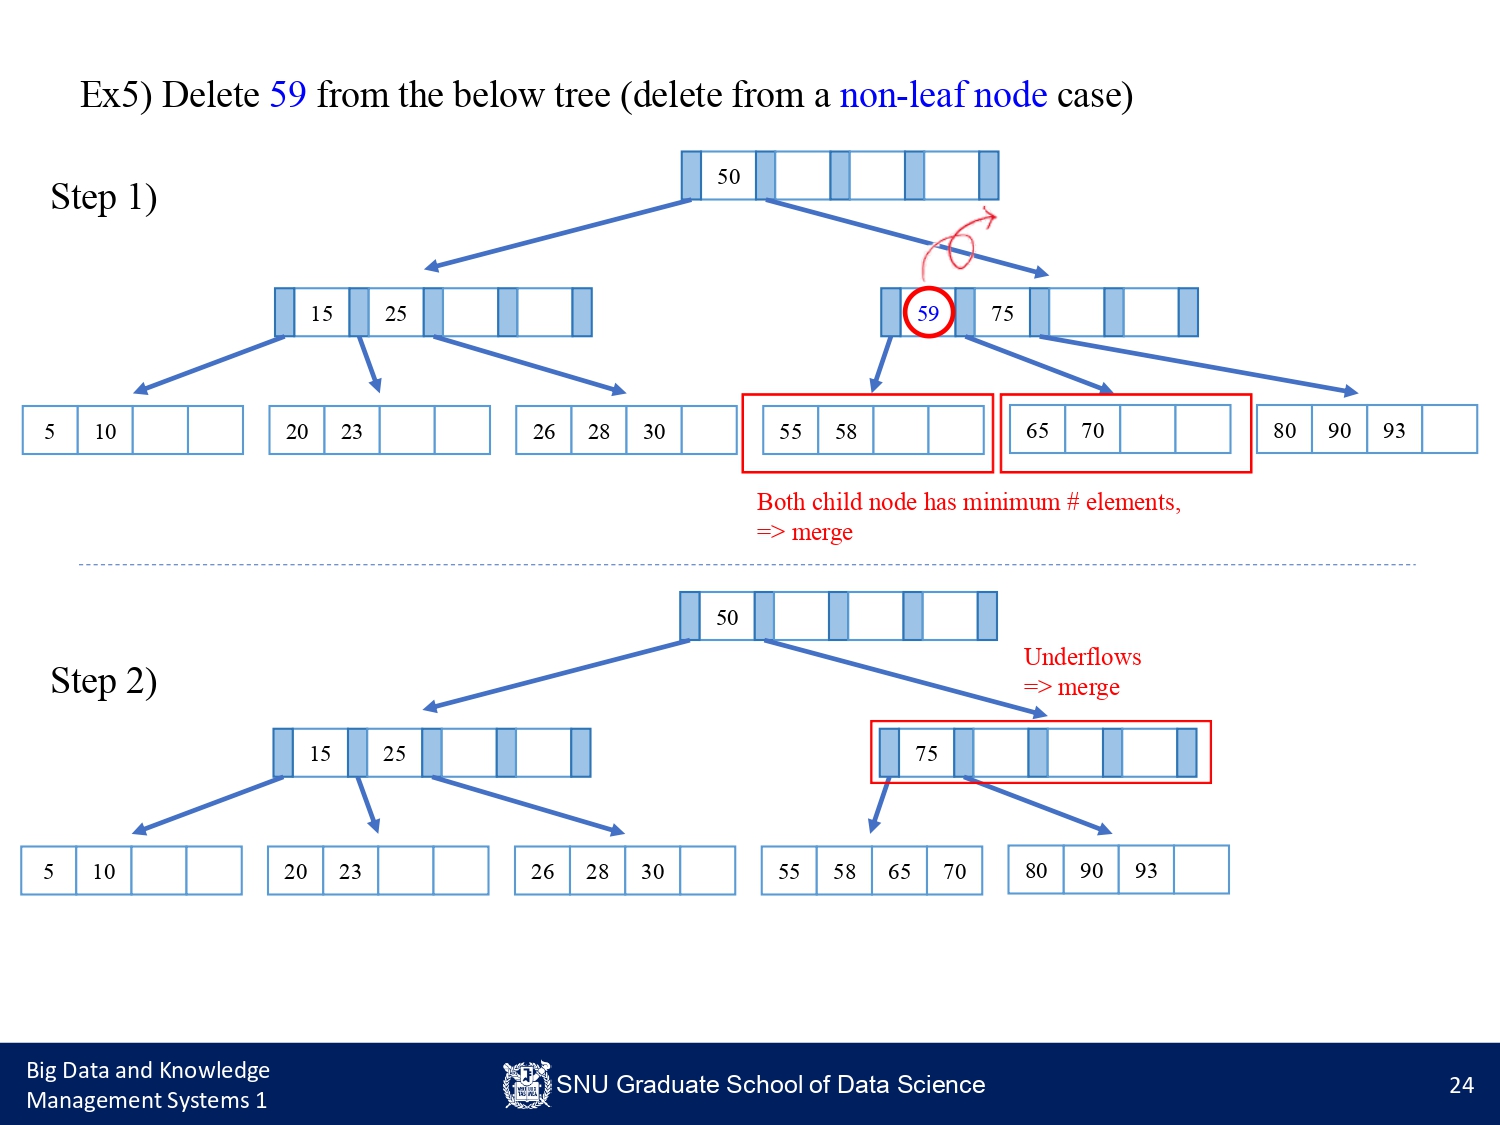 Ex5) Delete 59 from the below tree (delete from a non-leaf node case)
Step 1)
50
15 25
59 75
5 10
20 23
26 28 30
55 58
65 70
80 90 93
Both child node has minimum # elements,
=> merge
Step 2)
50
Underflows
=> merge
15 25
75
5 10
20 23
26 28 30
55 58 65 70
80 90 93
Big Data and Knowledge
Management Systems 1
SNU Graduate School of Data Science
24